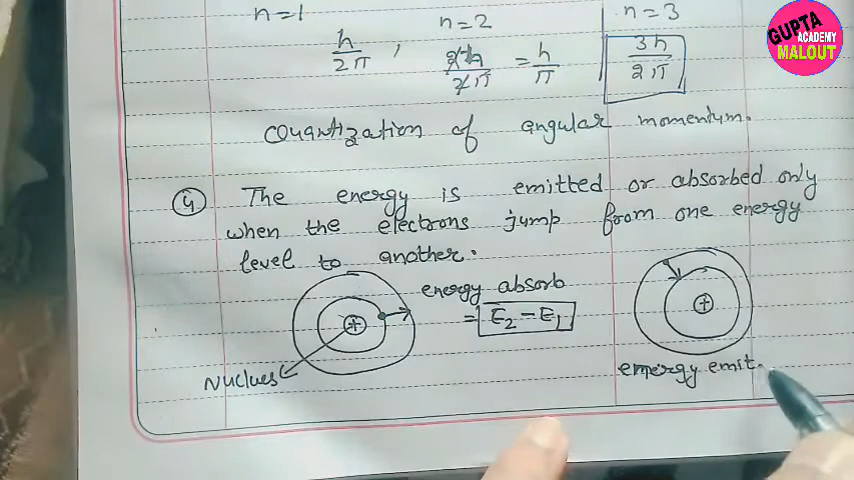 n=1 n=2 n=3
h/2π , 2h/2π = h/π 3h/2π
Quantization of angular momentum.
4 The energy is emitted or absorbed only
when the electrons jump from one energy
level to another.
energy absorb
= E₂ - E₁
+ +
Nuclues
emergy emit.
GUPTA
ACADEMY
MALOUT